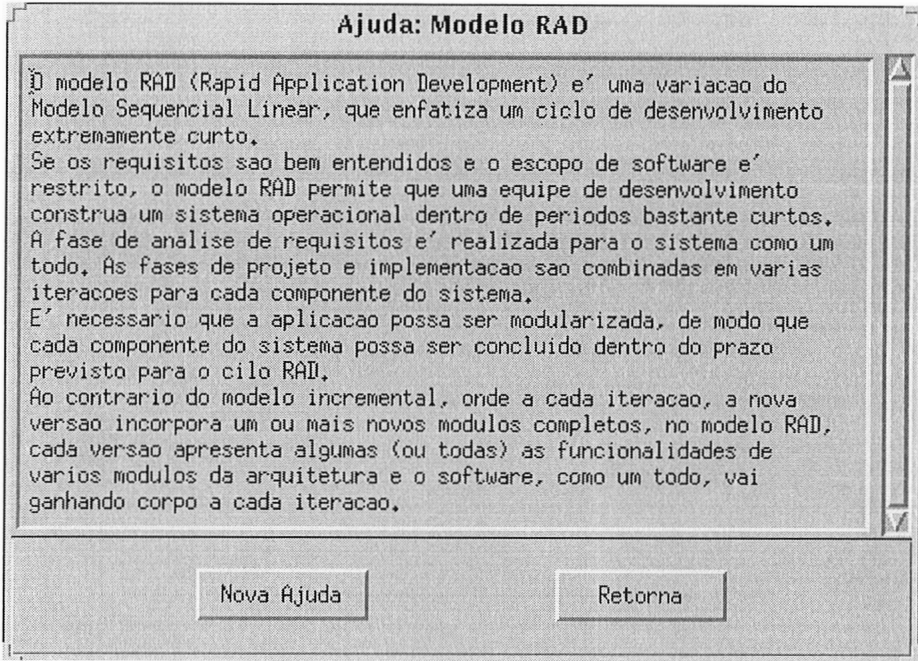 Ajuda: Modelo RAD
O modelo RAD (Rapid Application Development) e' uma variacao do
Modelo Sequencial Linear, que enfatiza um ciclo de desenvolvimento
extremamente curto.
Se os requisitos sao bem entendidos e o escopo de software e'
restrito, o modelo RAD permite que uma equipe de desenvolvimento
construa um sistema operacional dentro de periodos bastante curtos.
A fase de analise de requisitos e' realizada para o sistema como um
todo. As fases de projeto e implementacao sao combinadas em varias
iteracoes para cada componente do sistema.
E' necessario que a aplicacao possa ser modularizada, de modo que
cada componente do sistema possa ser concluido dentro do prazo
previsto para o cilo RAD.
Ao contrario do modelo incremental, onde a cada iteracao, a nova
versao incorpora um ou mais novos modulos completos, no modelo RAD,
cada versao apresenta algumas (ou todas) as funcionalidades de
varios modulos da arquitetura e o software, como um todo, vai
ganhando corpo a cada iteracao.
Nova Ajuda
Retorna